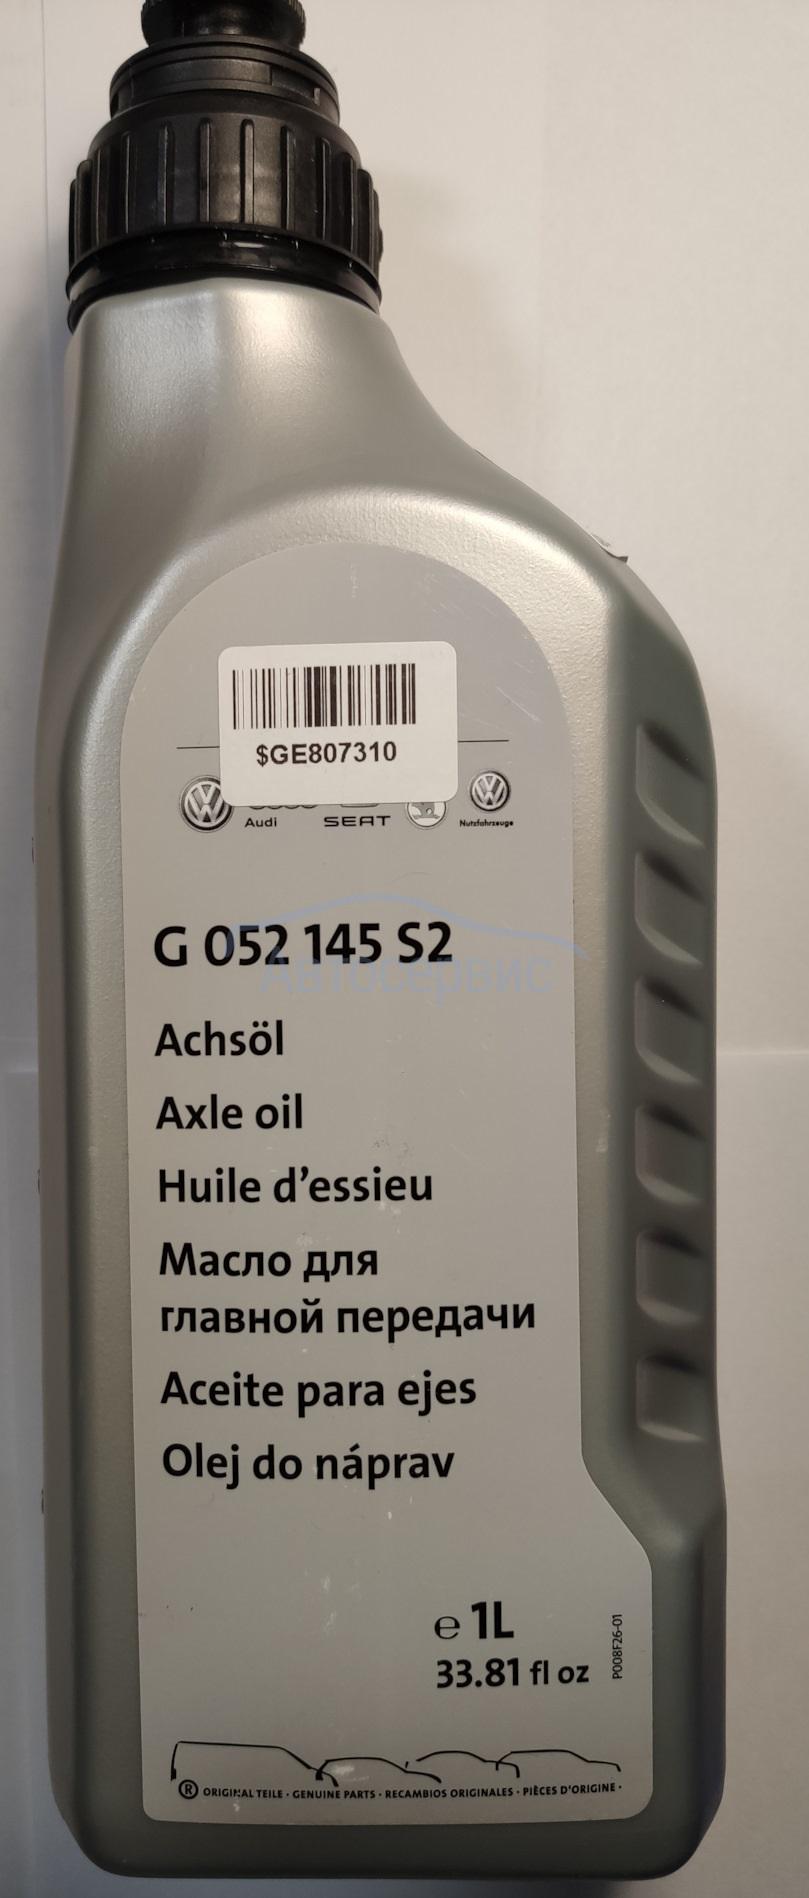 $GE807310
Audi SEAT Nutzfahrzeuge
G 052 145 S2
Автосервис
Achsöl
Axle oil
Huile d'essieu
Масло для
главной передачи
Aceite para ejes
Olej do náprav
e 1L
33.81 fl oz
P008F26-01
® ORIGINAL TEILE · GENUINE PARTS · RECAMBIOS ORIGINALES · PIÈCES D'ORIGINE ·